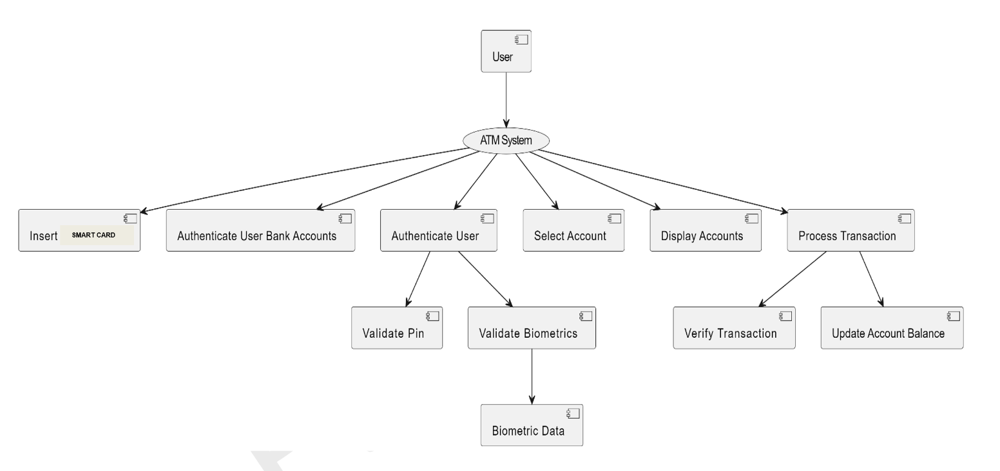 User
ATM System
Insert SMART CARD
Authenticate User Bank Accounts
Authenticate User
Select Account
Display Accounts
Process Transaction
Validate Pin
Validate Biometrics
Verify Transaction
Update Account Balance
Biometric Data